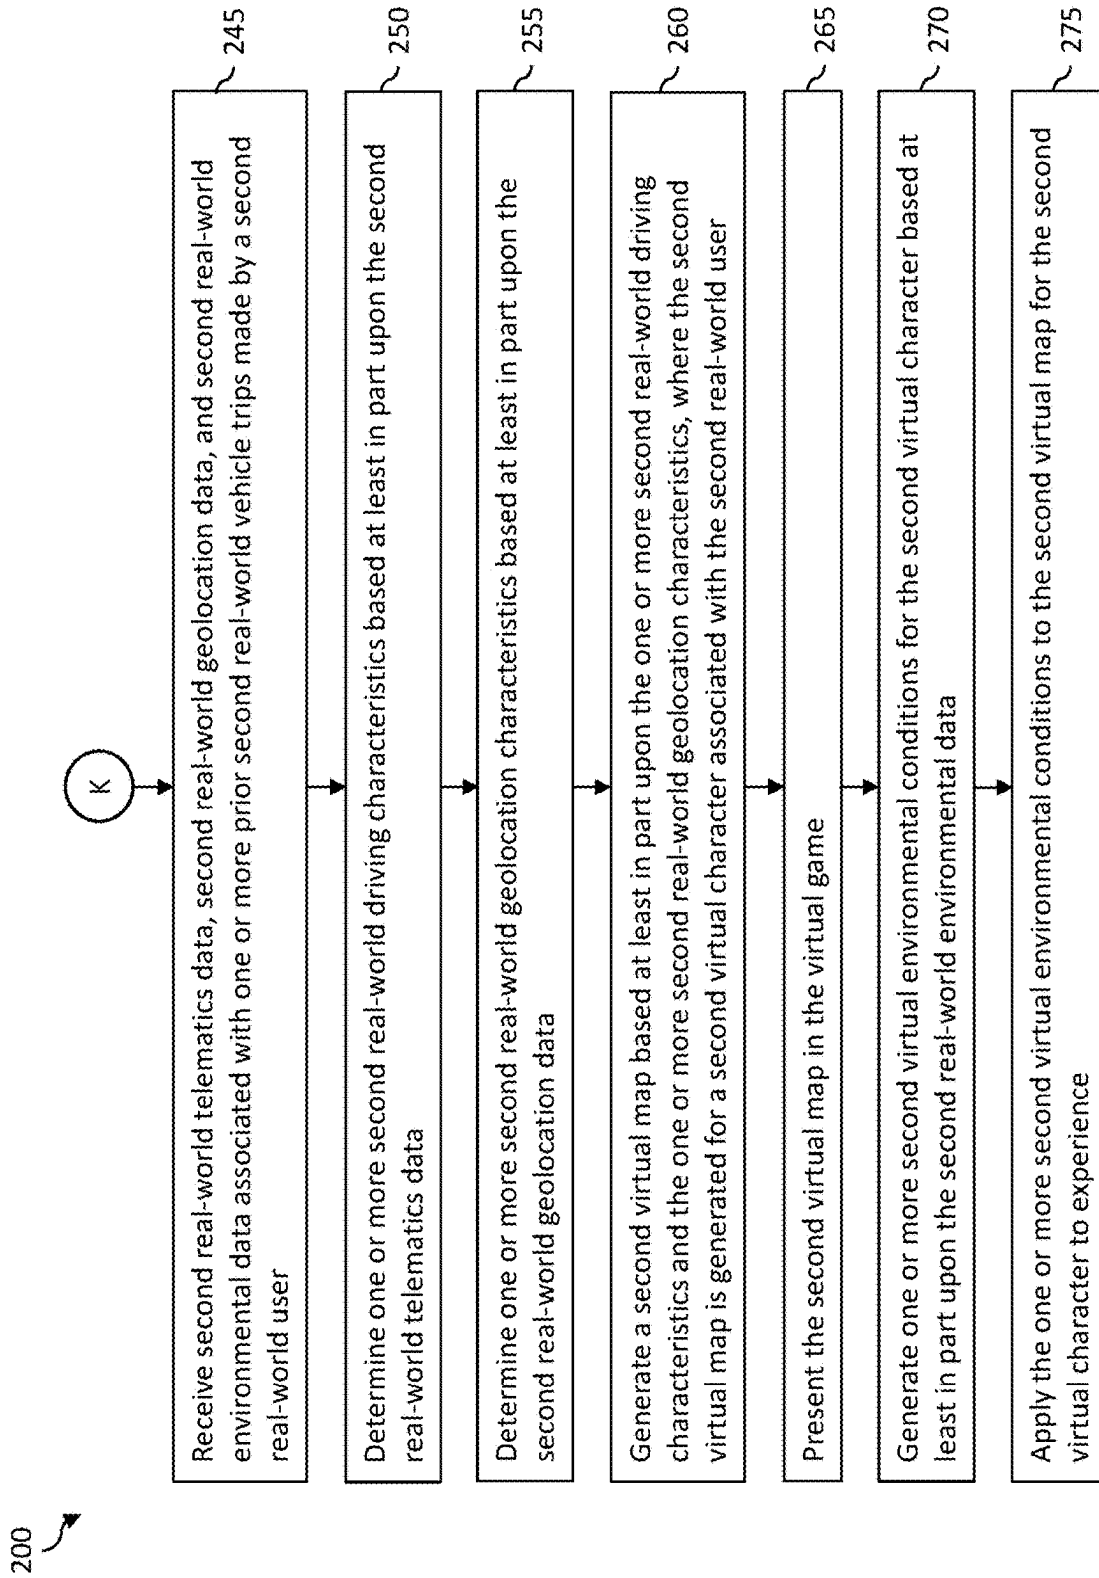 200
K
Receive second real-world telematics data, second real-world geolocation data, and second real-world
environmental data associated with one or more prior second real-world vehicle trips made by a second
real-world user
245
Determine one or more second real-world driving characteristics based at least in part upon the second
real-world telematics data
250
Determine one or more second real-world geolocation characteristics based at least in part upon the
second real-world geolocation data
255
Generate a second virtual map based at least in part upon the one or more second real-world driving
characteristics and the one or more second real-world geolocation characteristics, where the second
virtual map is generated for a second virtual character associated with the second real-world user
260
Present the second virtual map in the virtual game
265
Generate one or more second virtual environmental conditions for the second virtual character based at
least in part upon the second real-world environmental data
270
Apply the one or more second virtual environmental conditions to the second virtual map for the second
virtual character to experience
275